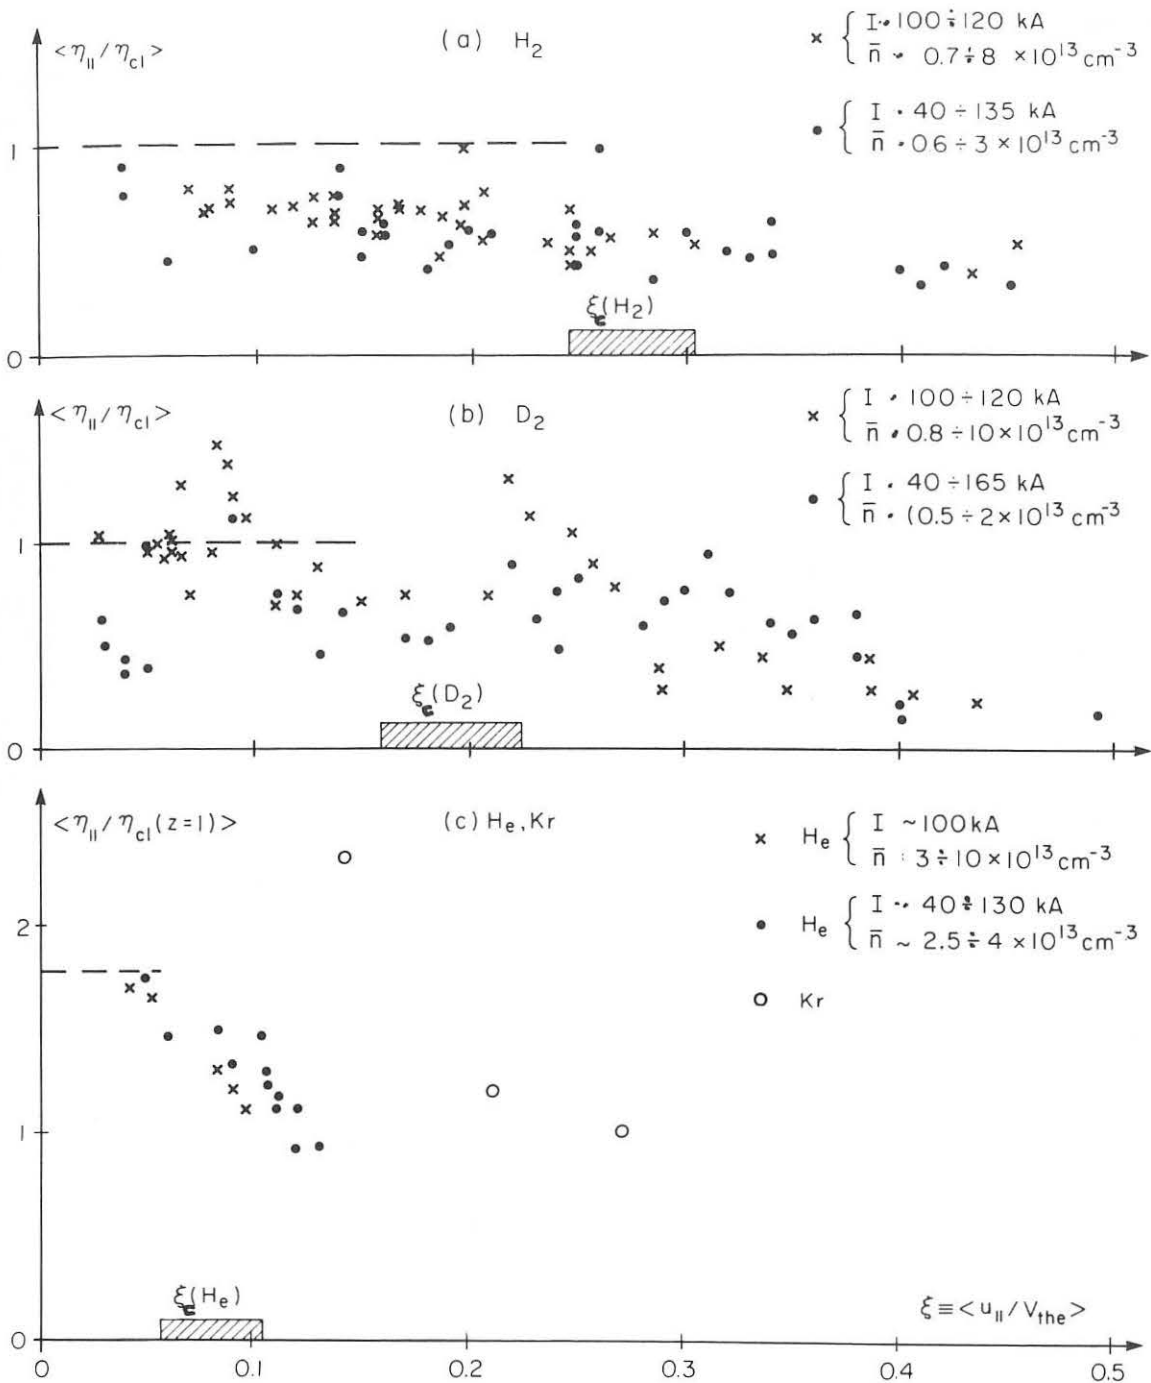 <η||/ηcl>
(a) H2
× { I • 100 ÷ 120 kA
n̄ ~ 0.7 ÷ 8 ×10^13 cm^-3
• { I • 40 ÷ 135 kA
n̄ • 06 ÷ 3 × 10^13 cm^-3
1
ξc(H2)
0
<η||/ηcl>
(b) D2
× { I • 100 ÷ 120 kA
n̄ • 0.8 ÷ 10×10^13 cm^-3
• { I • 40 ÷ 165 kA
n̄ • (0.5 ÷ 2×10^13 cm^-3
1
ξc(D2)
0
<η||/ηcl(z=1)>
(c) He, Kr
× He { I ~100kA
n̄ : 3 ÷ 10×10^13 cm^-3
• He { I ~ 40 ÷ 130 kA
n̄ ~ 2.5 ÷ 4 ×10^13 cm^-3
o Kr
2
1
ξc(He)
ξ ≡ <u||/Vthe>
0
0 0.1 0.2 0.3 0.4 0.5